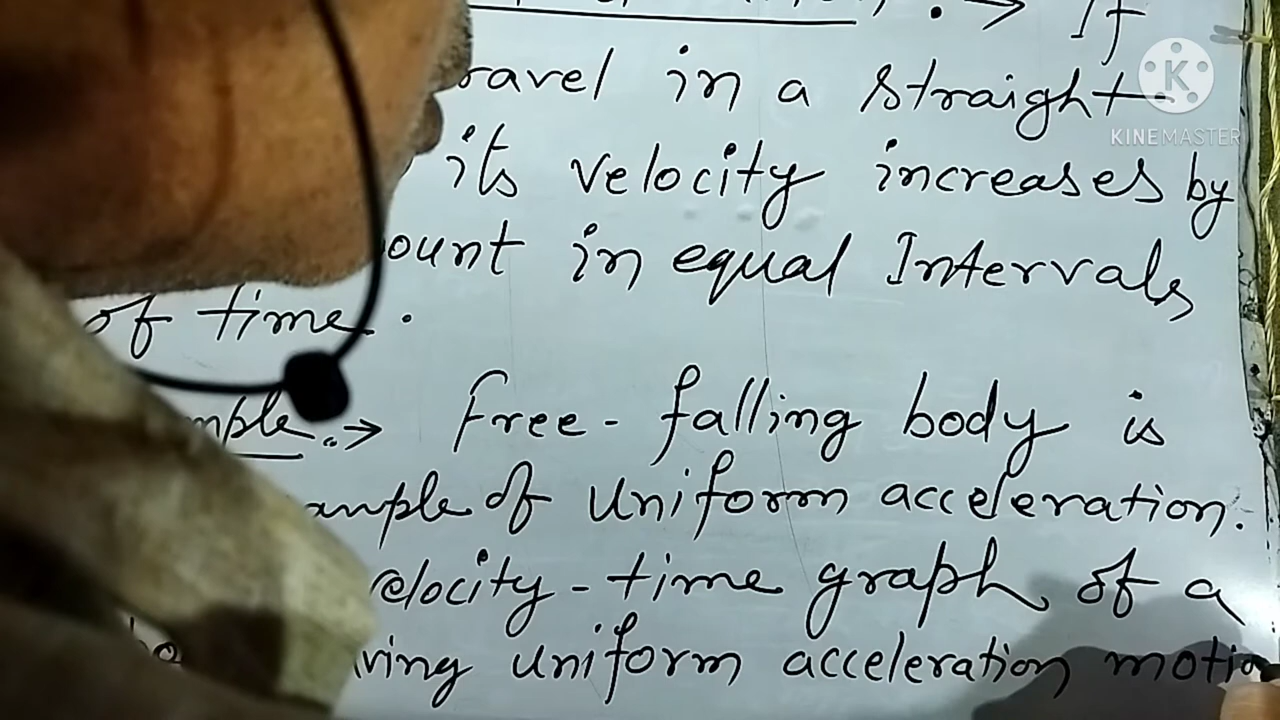 If
ravel in a straight
its velocity increases by
ount in equal Intervals
of time.
mple :→ free-falling body is
ample of uniform acceleration.
elocity-time graph of a
ving uniform acceleration motio
KINEMASTER